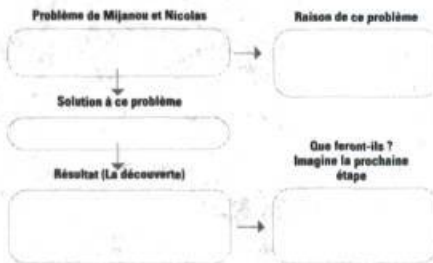 Problème de Mijanou et Nicolas
Raison de ce problème
Solution à ce problème
Résultat (La découverte)
Que feront-ils ?
Imagine la prochaine
étape